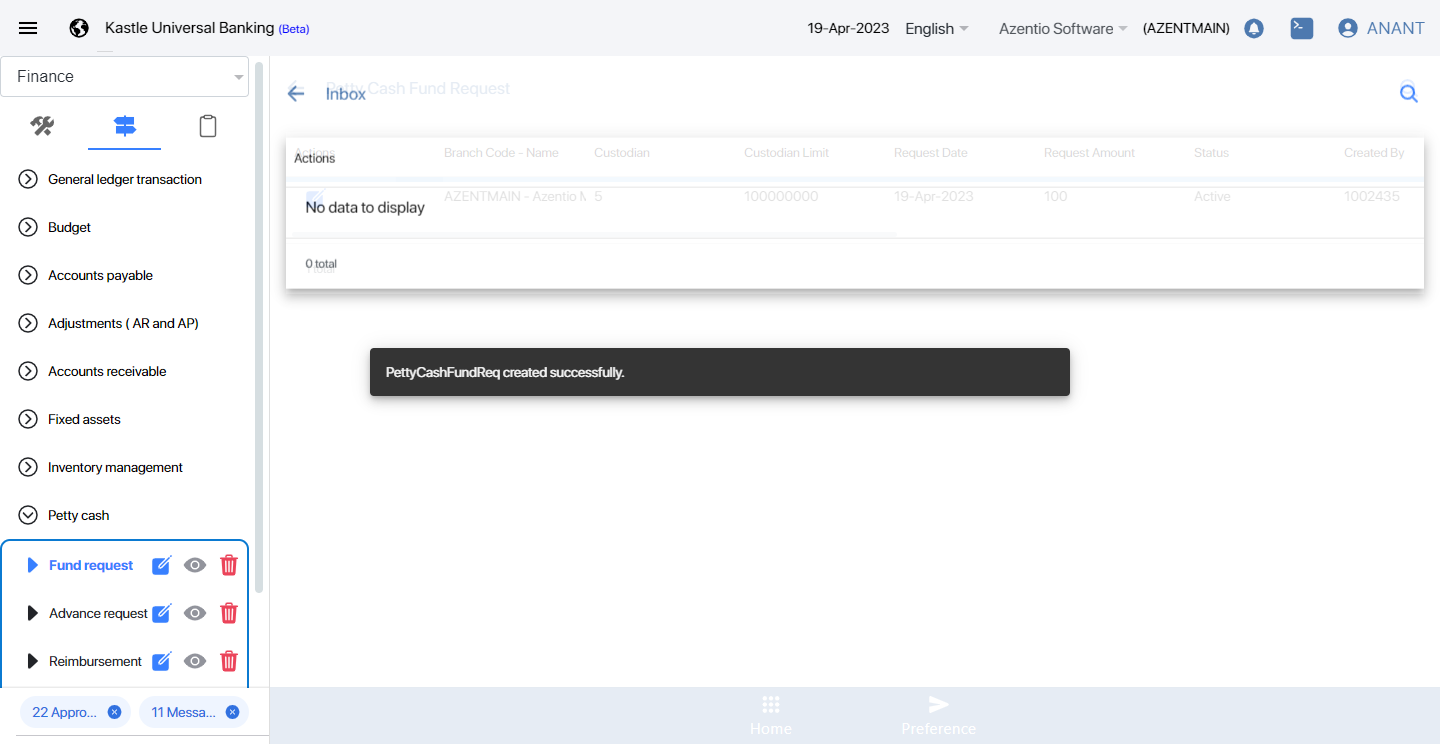 Kastle Universal Banking (Beta)
19-Apr-2023
English
Azentio Software
(AZENTMAIN)
ANANT
Finance
General ledger transaction
Budget
Accounts payable
Adjustments ( AR and AP)
Accounts receivable
Fixed assets
Inventory management
Petty cash
Fund request
Advance request
Reimbursement
22 Appro...
11 Messa...
Petty Cash Fund Request
Inbox
Actions
Actions Branch Code - Name Custodian Custodian Limit Request Date Request Amount Status Created By
AZENTMAIN - Azentio M 5 100000000 19-Apr-2023 100 Active 1002435
No data to display
0 total
PettyCashFundReq created successfully.
Home
Preference